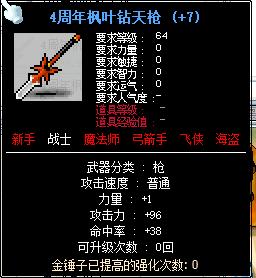 4周年枫叶钻天枪 (+7)
要求等级: 64
要求力量: 0
要求敏捷: 0
要求智力: 0
要求运气: 0
要求人气度: -
道具等级: -
道具经验值: -
新手 战士 魔法师 弓箭手 飞侠 海盗
武器分类: 枪
攻击速度: 普通
力量: +1
攻击力: +96
命中率: +38
可升级次数: 0回
金锤子已提高的强化次数: 0